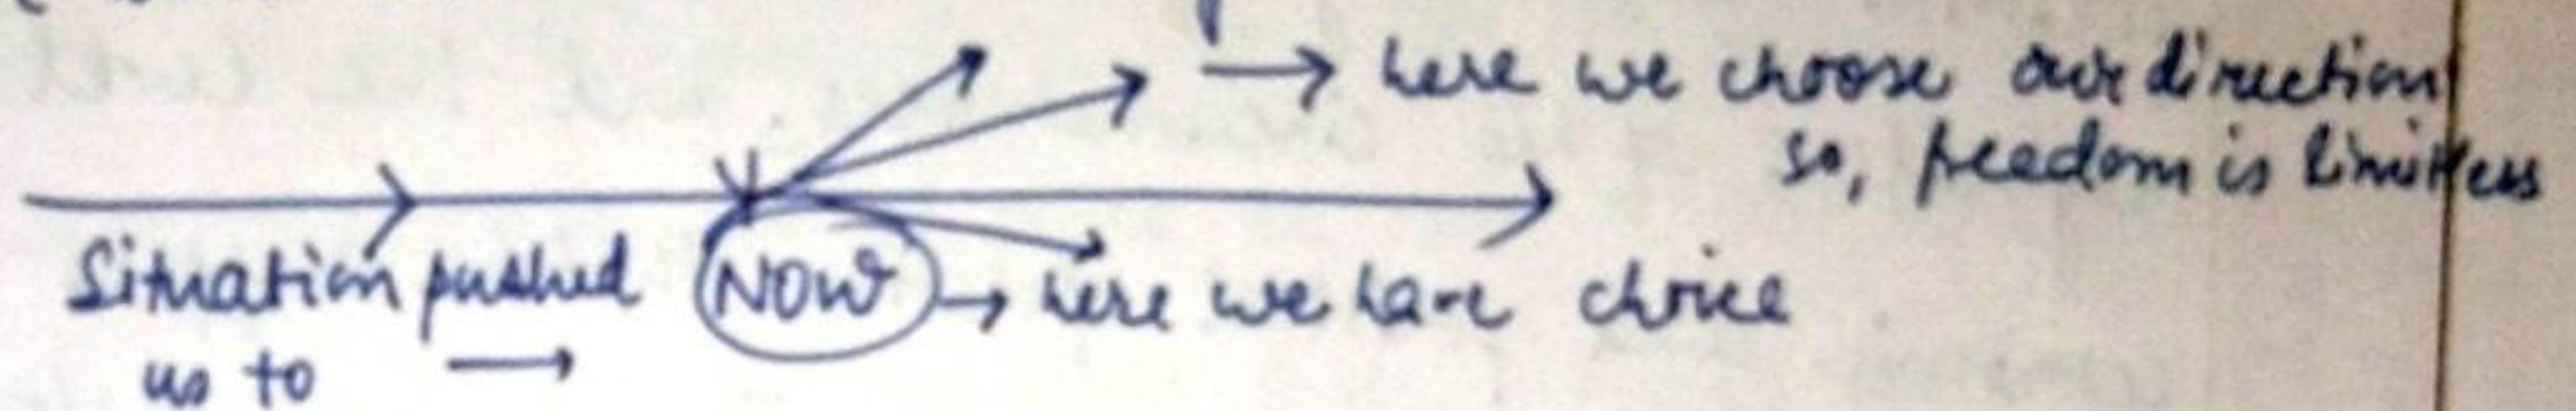 → here we choose our direction
so, freedom is limitless
Situation pushed NOW → here we have choice
us to →